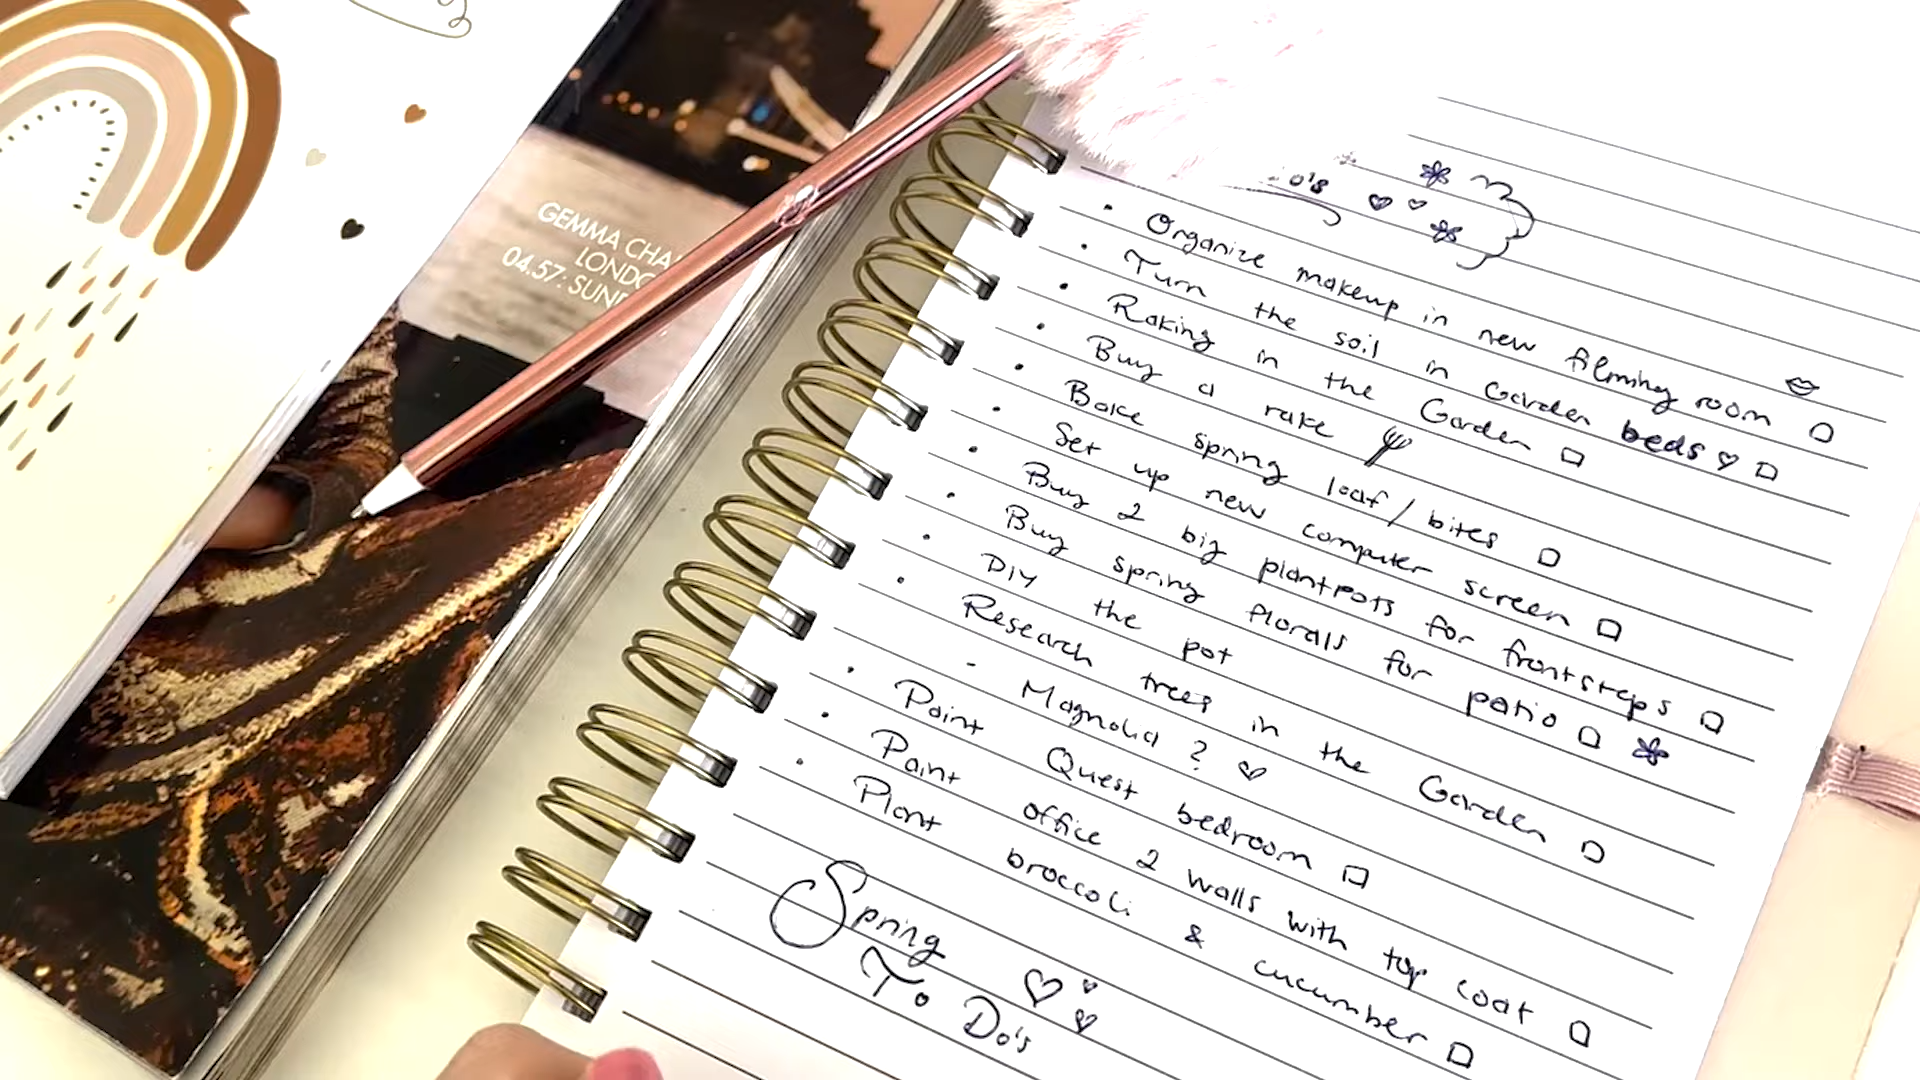 GEMMA CHA
LONDO
04.57: SUN
o's
• Organize makeup in new filming room
• Turn the soil in Garden beds
• Raking in the Garden
• Buy a rake
• Bake spring loaf / bites
• Set up new computer screen
• Buy 2 big plantpots for frontsteps
• Buy spring florals for patio
• DIY the pot
• Research trees in the Garden
- Magnolia ?
• Paint Guest bedroom
• Paint office 2 walls with top coat
• Plant broccoli & cucumber
Spring
To Do's